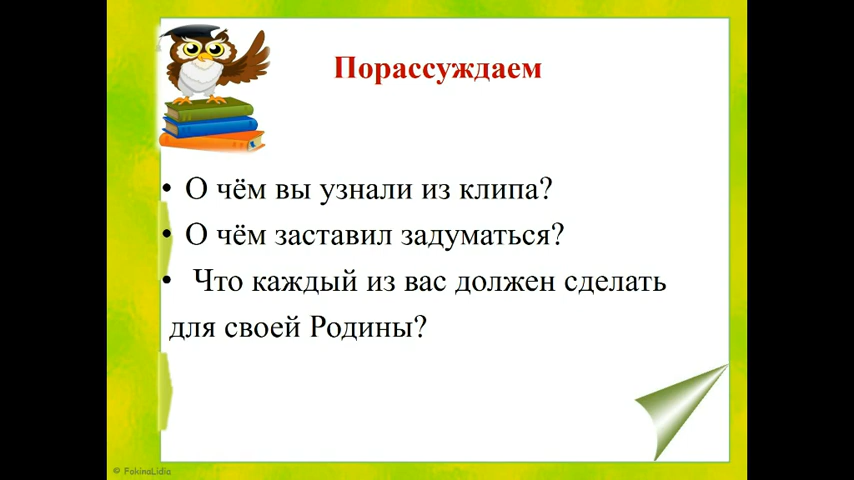 Порассуждаем
• О чём вы узнали из клипа?
• О чём заставил задуматься?
• Что каждый из вас должен сделать
для своей Родины?
© FokinaLidia